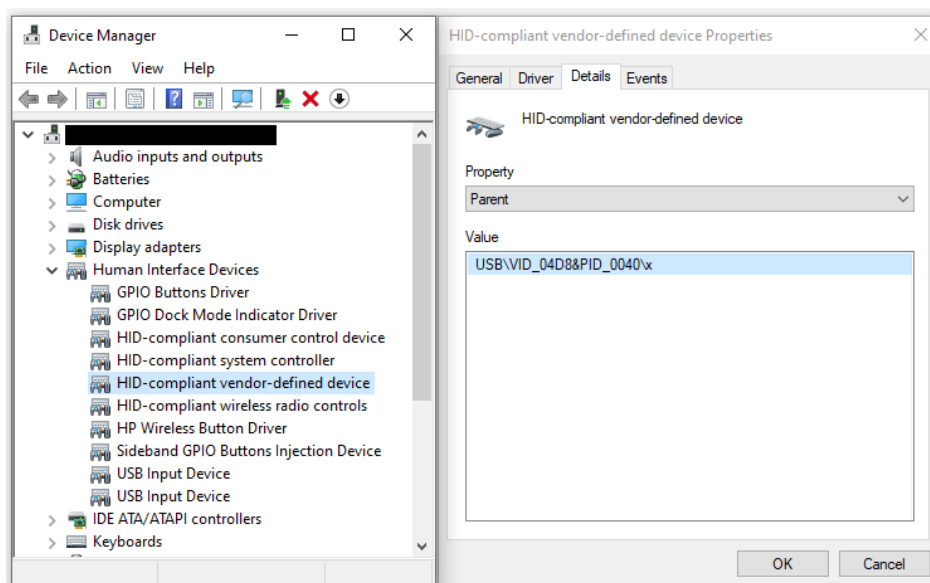 Device Manager
File Action View Help
Audio inputs and outputs
Batteries
Computer
Disk drives
Display adapters
Human Interface Devices
GPIO Buttons Driver
GPIO Dock Mode Indicator Driver
HID-compliant consumer control device
HID-compliant system controller
HID-compliant vendor-defined device
HID-compliant wireless radio controls
HP Wireless Button Driver
Sideband GPIO Buttons Injection Device
USB Input Device
USB Input Device
IDE ATA/ATAPI controllers
Keyboards
HID-compliant vendor-defined device Properties
General Driver Details Events
HID-compliant vendor-defined device
Property
Parent
Value
USB\VID_04D8&PID_0040\x
OK Cancel